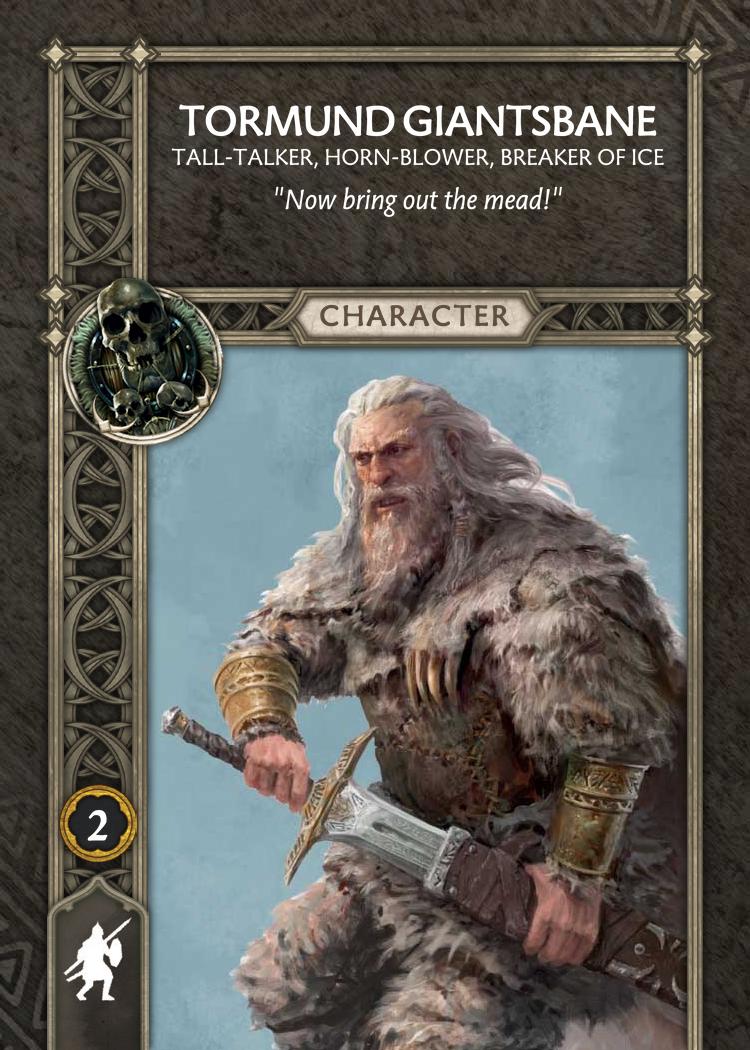 TORMUND GIANTSBANE
TALL-TALKER, HORN-BLOWER, BREAKER OF ICE
"Now bring out the mead!"
CHARACTER
2